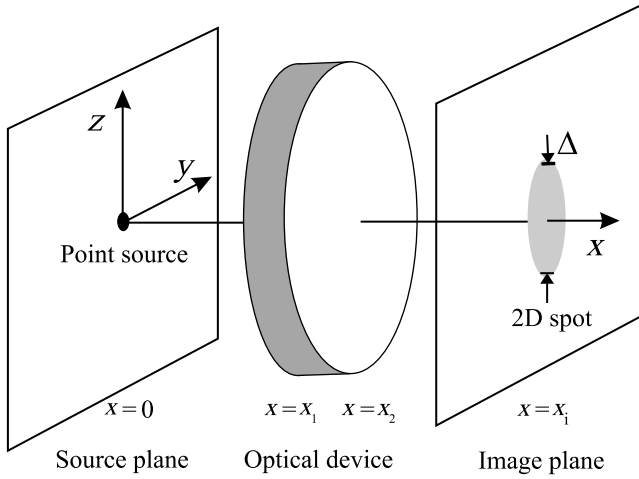 z
y
Point source
Δ
x
2D spot
x = 0
x = x₁
x = x₂
x = xᵢ
Source plane
Optical device
Image plane